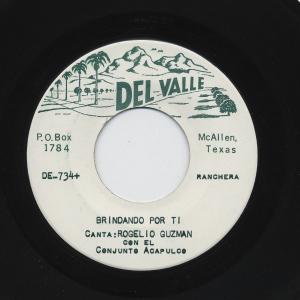 DEL VALLE
P.O.Box
1784
McAllen,
Texas
DE-734+
RANCHERA
BRINDANDO POR TI
CANTA: ROGELIO GUZMAN
CON EL
CONJUNTO ACAPULCO